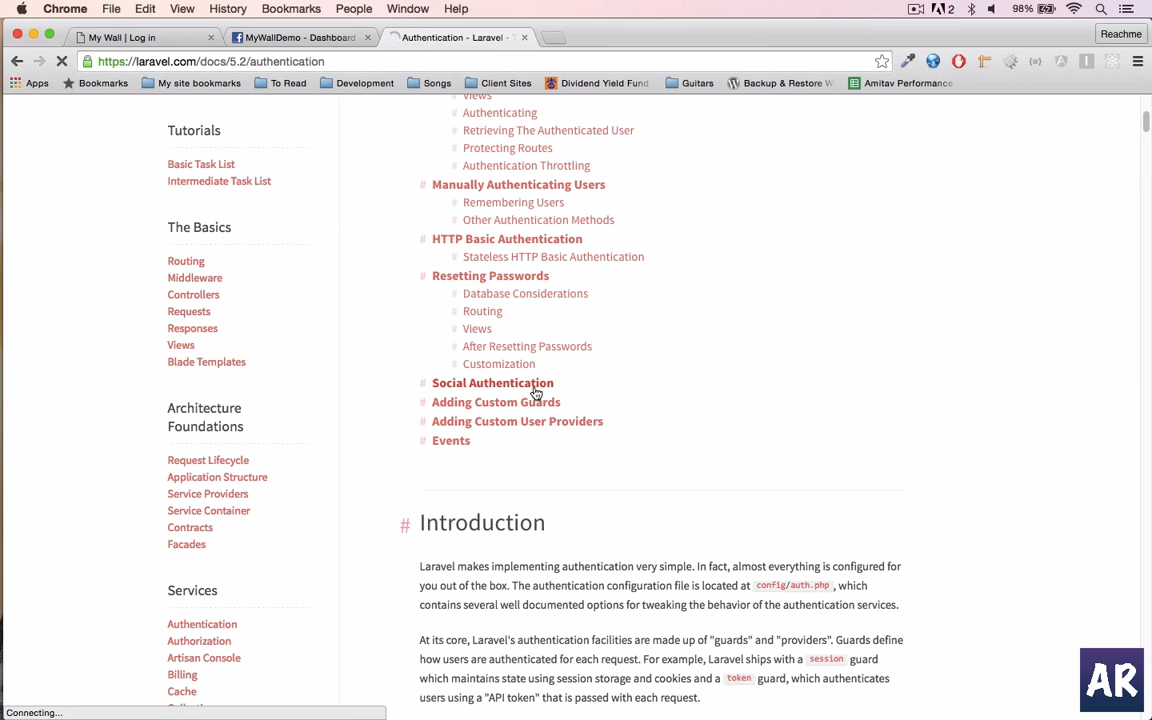 Chrome File Edit View History Bookmarks People Window Help 2 98%
My Wall | Log in MyWallDemo - Dashboard Authentication - Laravel - Reachme
https://laravel.com/docs/5.2/authentication
Apps Bookmarks My site bookmarks To Read Development Songs Client Sites Dividend Yield Fund Guitars Backup & Restore W Amitav Performance
Tutorials
Basic Task List
Intermediate Task List
The Basics
Routing
Middleware
Controllers
Requests
Responses
Views
Blade Templates
Architecture
Foundations
Request Lifecycle
Application Structure
Service Providers
Service Container
Contracts
Facades
Services
Authentication
Authorization
Artisan Console
Billing
Cache
# Views
# Authenticating
# Retrieving The Authenticated User
# Protecting Routes
# Authentication Throttling
# Manually Authenticating Users
# Remembering Users
# Other Authentication Methods
# HTTP Basic Authentication
# Stateless HTTP Basic Authentication
# Resetting Passwords
# Database Considerations
# Routing
# Views
# After Resetting Passwords
# Customization
# Social Authentication
# Adding Custom Guards
# Adding Custom User Providers
# Events
# Introduction
Laravel makes implementing authentication very simple. In fact, almost everything is configured for
you out of the box. The authentication configuration file is located at config/auth.php, which
contains several well documented options for tweaking the behavior of the authentication services.
At its core, Laravel's authentication facilities are made up of "guards" and "providers". Guards define
how users are authenticated for each request. For example, Laravel ships with a session guard
which maintains state using session storage and cookies and a token guard, which authenticates
users using a "API token" that is passed with each request.
Connecting...
AR